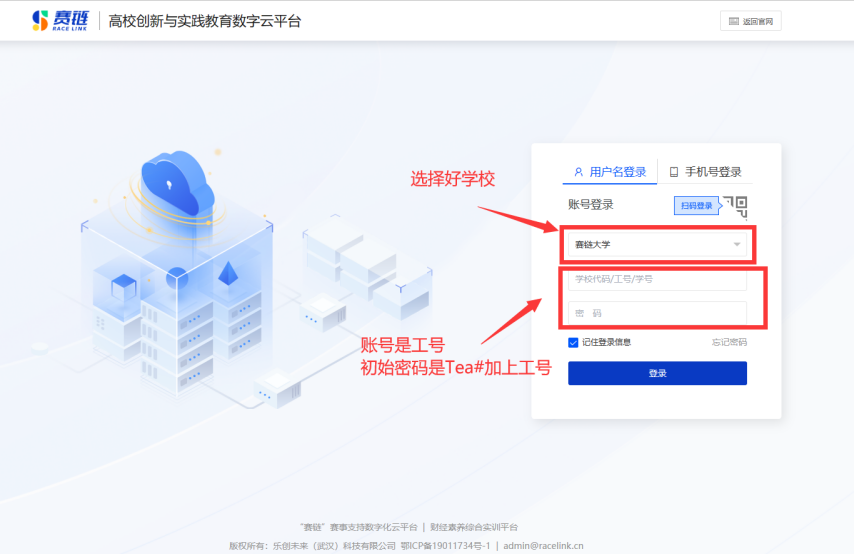 赛链
RACE LINK
高校创新与实践教育数字云平台
返回官网
用户名登录
手机号登录
选择好学校
账号登录
扫码登录
赛链大学
学校代码/工号/学号
密 码
账号是工号
初始密码是Tea#加上工号
记住登录信息
忘记密码
登录
“赛链”赛事支持数字化云平台 | 财经素养综合实训平台
版权所有：乐创未来（武汉）科技有限公司 鄂ICP备19011734号-1 | admin@racelink.cn